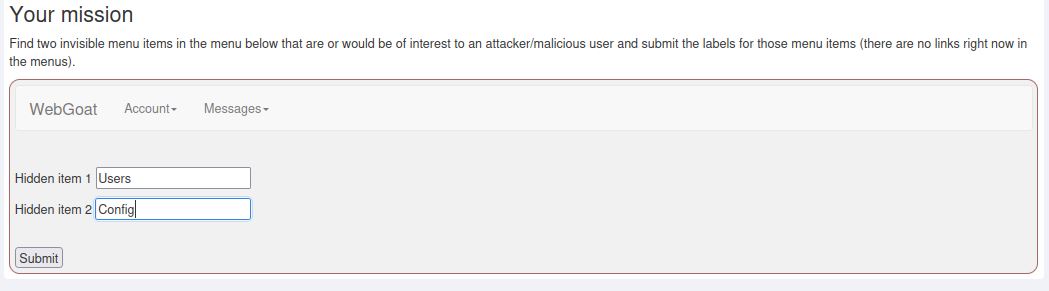 Your mission
Find two invisible menu items in the menu below that are or would be of interest to an attacker/malicious user and submit the labels for those menu items (there are no links right now in
the menus).
WebGoat Account Messages
Hidden item 1 Users
Hidden item 2 Config
Submit